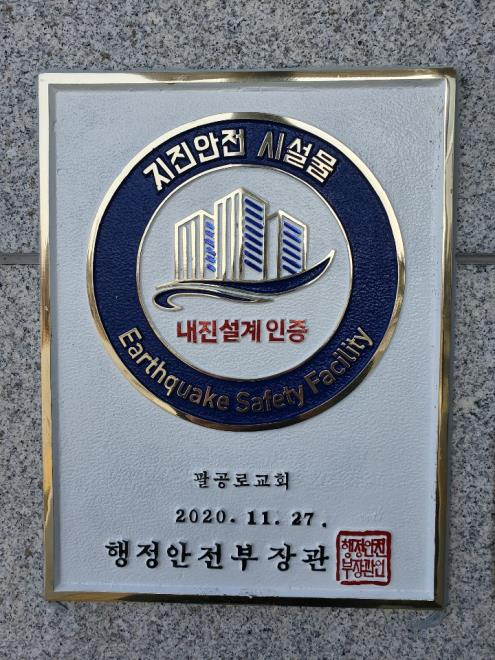 지진안전 시설물
내진설계 인증
Earthquake Safety Facility
팔공로교회
2020. 11. 27.
행정안전부장관
행정안전
부장관인